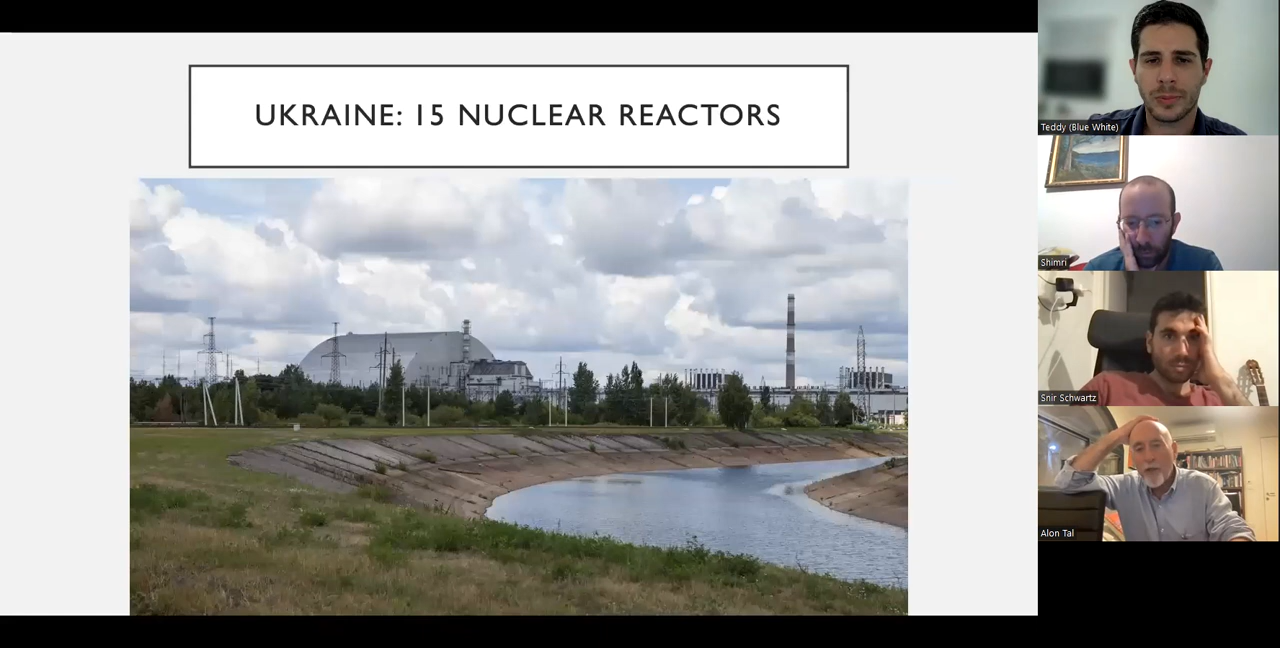 UKRAINE: 15 NUCLEAR REACTORS
Teddy (Blue White)
Shimri
Snir Schwartz
Alon Tal